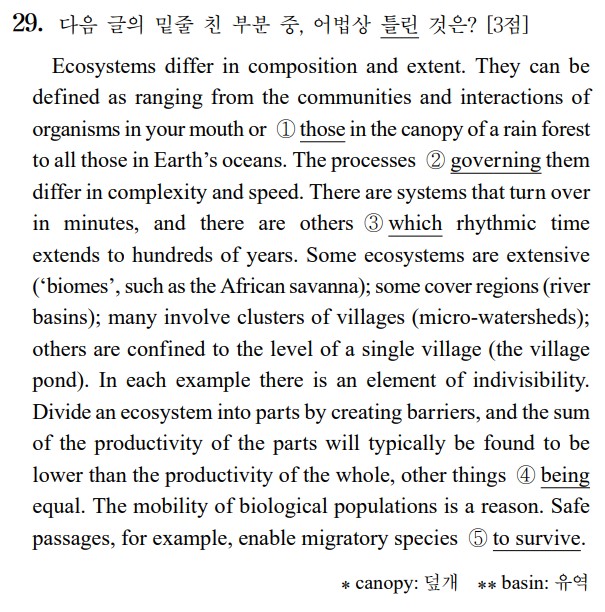 29. 다음 글의 밑줄 친 부분 중, 어법상 틀린 것은? [3점]
Ecosystems differ in composition and extent. They can be
defined as ranging from the communities and interactions of
organisms in your mouth or ① those in the canopy of a rain forest
to all those in Earth’s oceans. The processes ② governing them
differ in complexity and speed. There are systems that turn over
in minutes, and there are others ③ which rhythmic time
extends to hundreds of years. Some ecosystems are extensive
(‘biomes’, such as the African savanna); some cover regions (river
basins); many involve clusters of villages (micro-watersheds);
others are confined to the level of a single village (the village
pond). In each example there is an element of indivisibility.
Divide an ecosystem into parts by creating barriers, and the sum
of the productivity of the parts will typically be found to be
lower than the productivity of the whole, other things ④ being
equal. The mobility of biological populations is a reason. Safe
passages, for example, enable migratory species ⑤ to survive.
* canopy: 덮개 ** basin: 유역